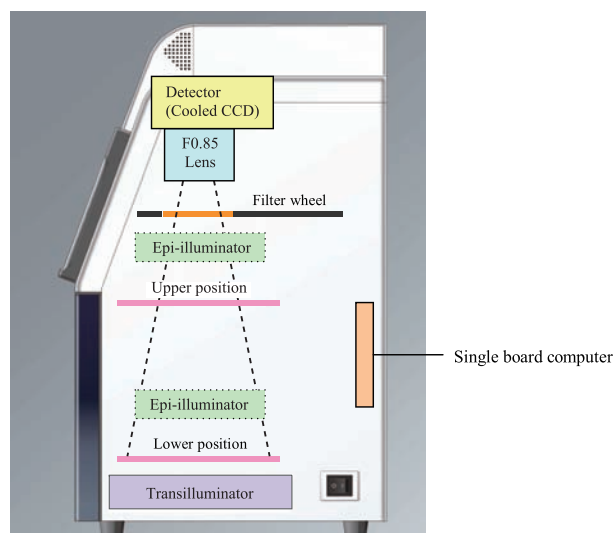 Detector
(Cooled CCD)
F0.85
Lens
Filter wheel
Epi-illuminator
Upper position
Single board computer
Epi-illuminator
Lower position
Transilluminator